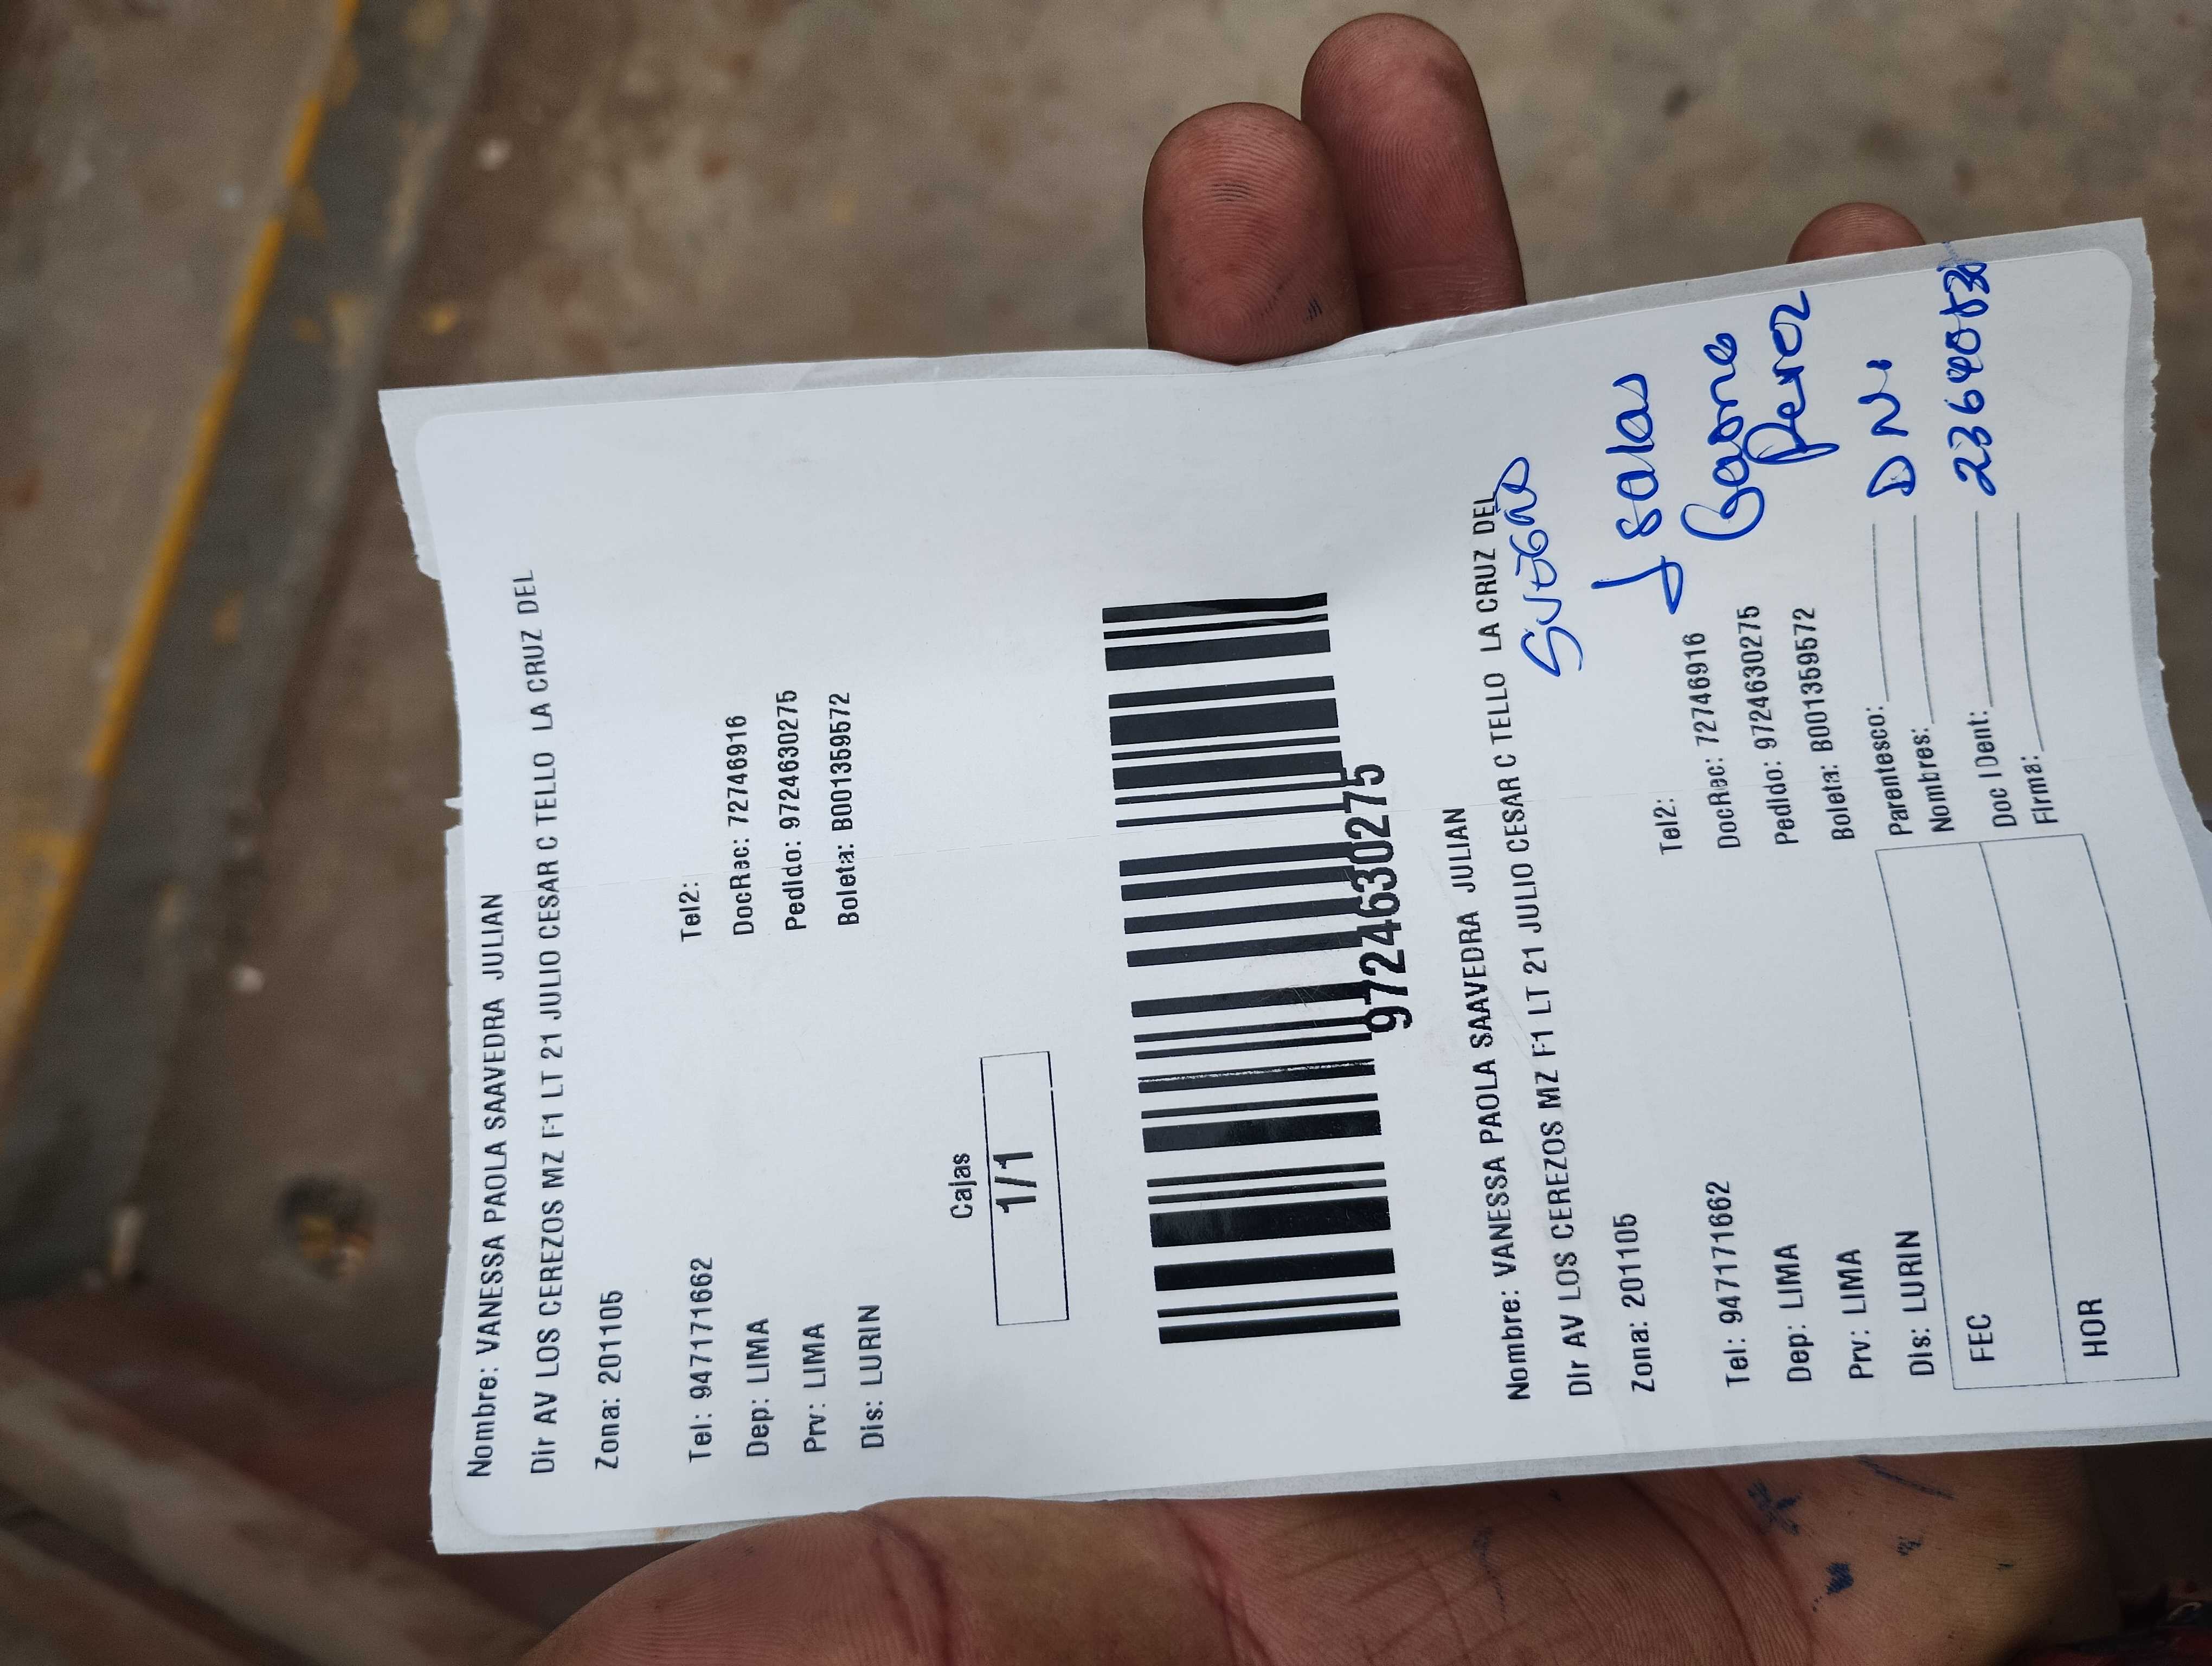 Nombre: VANESSA PAOLA SAAVEDRA JULIAN
Dir AV LOS CEREZOS MZ F1 LT 21 JULIO CESAR C TELLO LA CRUZ DEL
Zona: 201105
Tel: 947171662 Tel2:
Dep: LIMA DocRec: 72746916
Prv: LIMA Pedido: 9724630275
Dis: LURIN Boleta: B001359572
Cajas
1/1
9724630275
Nombre: VANESSA PAOLA SAAVEDRA JULIAN
Dir AV LOS CEREZOS MZ F1 LT 21 JULIO CESAR C TELLO LA CRUZ DEL
Zona: 201105
Tel: 947171662 Tel2:
Dep: LIMA DocRec: 72746916
Prv: LIMA Pedido: 9724630275
Dis: LURIN Boleta: B001359572
FEC
HOR
Parentesco:
Nombres:
Doc IDent:
Firma:
Perez
DNi